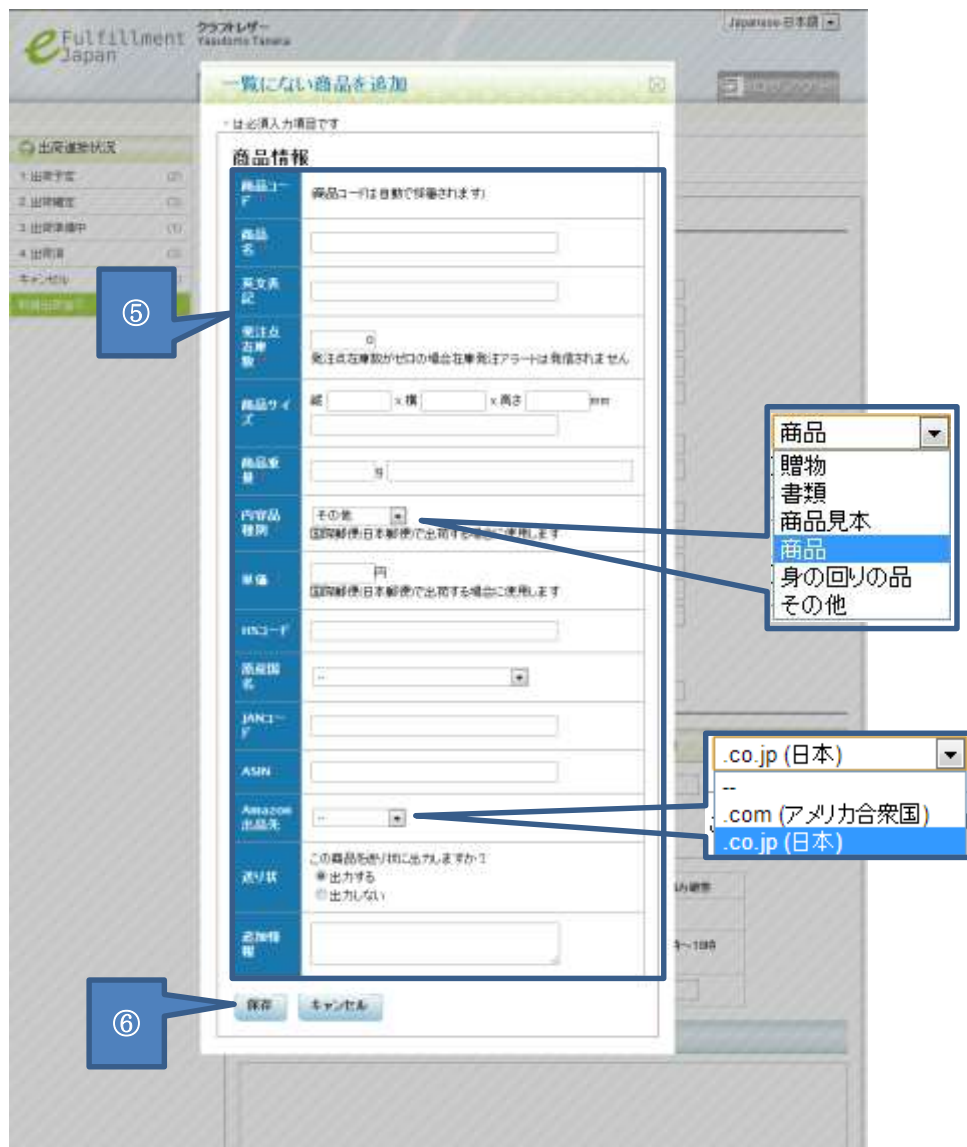 Fulfillment
Japan
クラフトレザー
Yasutomo Tanaka
Japanese-日本語
一覧にない商品を追加
* は必須入力項目です
商品情報
出荷進捗状況
1.出荷予定
2.出荷確定
3.出荷準備中
(1)
4.出荷済
キャンセル
⑤
商品コード
(商品コードは自動で採番されます)
商品名
英文表記
発注点在庫数
0
発注点在庫数がゼロの場合在庫発注アラートは発信されません
商品サイズ
縦 x 横 x 高さ mm
商品重量
g
内容品種別
その他
国際郵便(日本郵便)で出荷する場合に使用します
単価
円
国際郵便(日本郵便)で出荷する場合に使用します
HSコード
原産国名
--
JANコード
ASIN
Amazon出品先
--
送り状
この商品を送り状に出力しますか?
出力する
出力しない
追加情報
保存
キャンセル
⑥
商品
贈物
書類
商品見本
商品
身の回りの品
その他
.co.jp (日本)
--
.com (アメリカ合衆国)
.co.jp (日本)